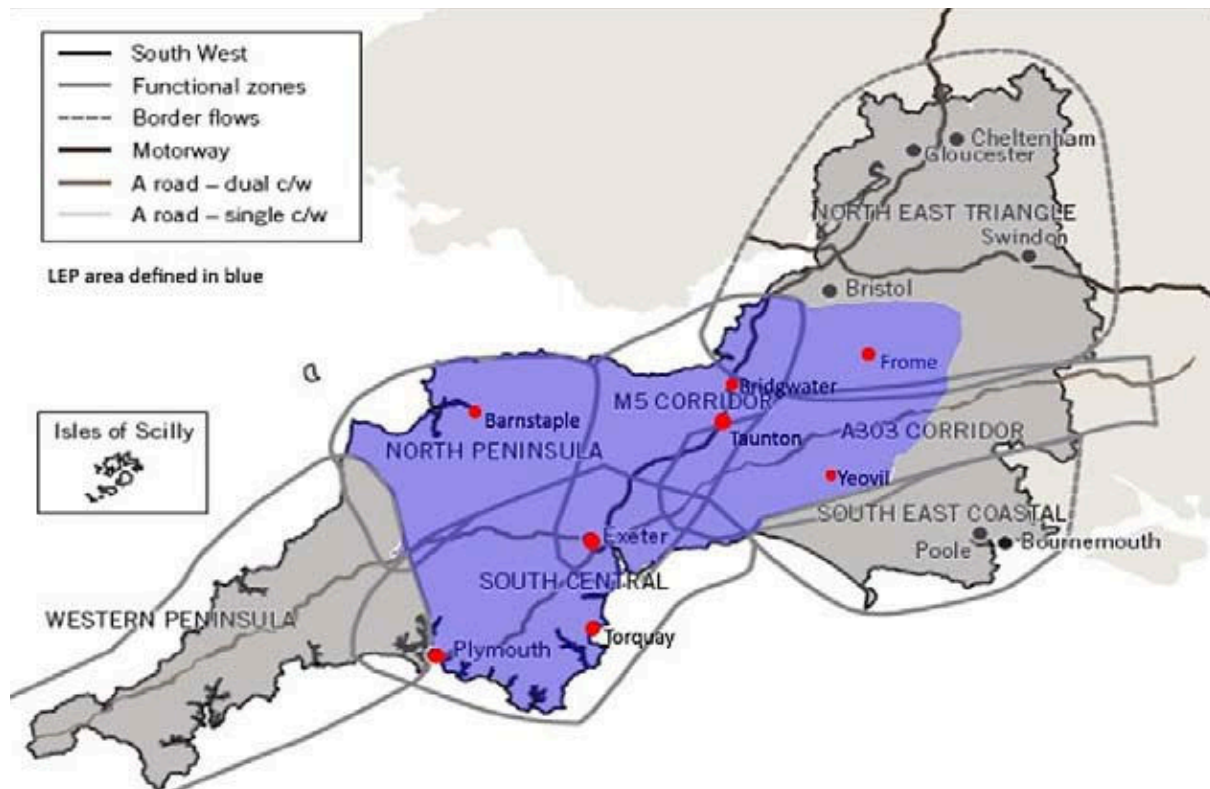 South West
Functional zones
Border flows
Motorway
A road – dual c/w
A road – single c/w
LEP area defined in blue
Cheltenham
Gloucester
NORTH EAST TRIANGLE
Swindon
Bristol
Frome
Bridgwater
M5 CORRIDOR
Barnstaple
Taunton
A303 CORRIDOR
Isles of Scilly
NORTH PENINSULA
Yeovil
SOUTH EAST COASTAL
Exeter
Poole
Bournemouth
SOUTH CENTRAL
WESTERN PENINSULA
Torquay
Plymouth